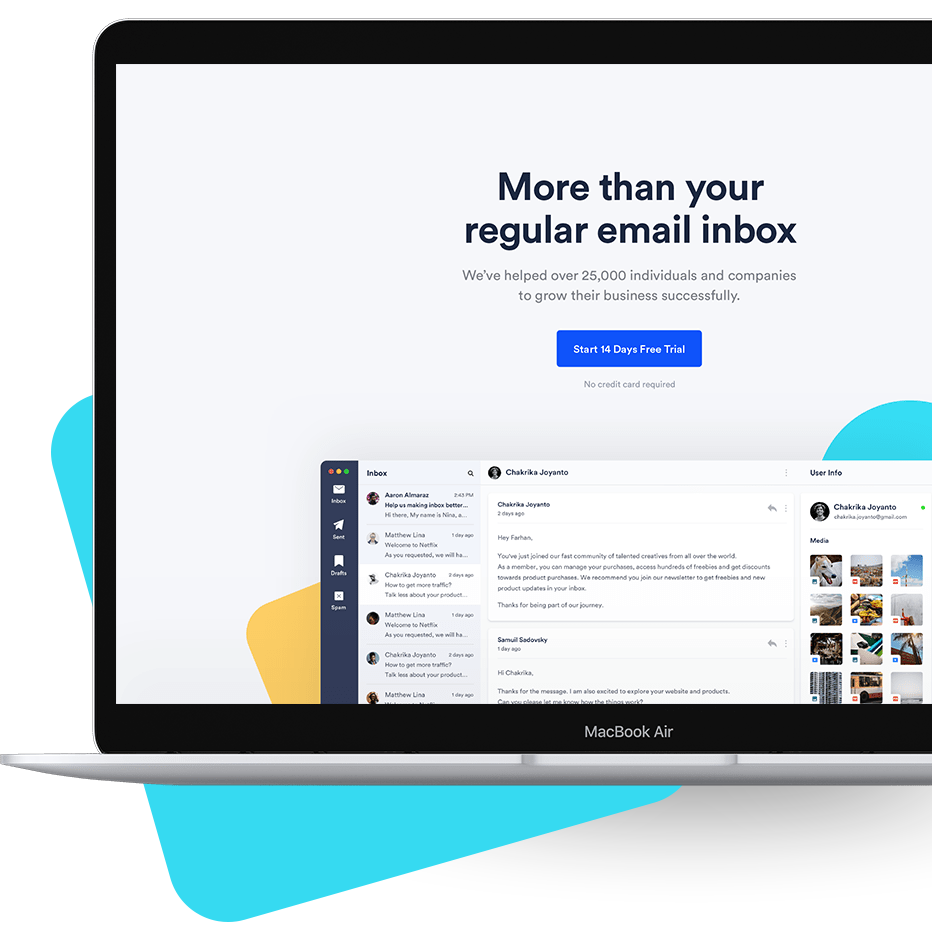 More than your
regular email inbox
We've helped over 25,000 individuals and companies
to grow their business successfully.
Start 14 Days Free Trial
No credit card required
Inbox
Sent
Drafts
Spam
Inbox
Aaron Almaraz 2:43 PM
Help us making inbox better...
Hi there, My name is Nina, a...
Matthew Lina 1 day ago
Welcome to Netflix
As you requested, we will ha...
Chakrika Joyanto 2 days ago
How to get more traffic?
Talk less about your product...
Matthew Lina 1 day ago
Welcome to Netflix
As you requested, we will ha...
Chakrika Joyanto 2 days ago
How to get more traffic?
Talk less about your product...
Matthew Lina 1 day ago
Chakrika Joyanto
Chakrika Joyanto
2 days ago
Hey Farhan,
You've just joined our fast community of talented creatives from all over the world.
As a member, you can manage your purchases, access hundreds of freebies and get discounts
towards product purchases. We recommend you join our newsletter to get freebies and new
product updates in your inbox.
Thanks for being part of our journey.
Samuil Sadovsky
1 day ago
Hi Chakrika,
Thanks for the message. I am also excited to explore your website and products.
Can you please let me know how the things work?
User Info
Chakrika Joyanto
chakrika.joyanto@gmail.com
Media
MacBook Air